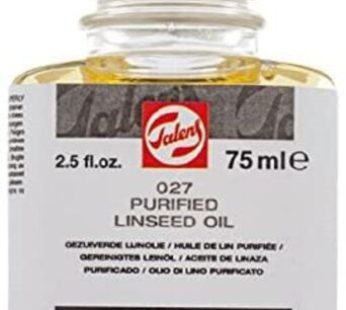 Talens
2.5 fl.oz.
75 ml e
027
PURIFIED
LINSEED OIL
GEZUIVERDE LIJNOLIE / HUILE DE LIN PURIFIÉE /
GEREINIGTES LEINÖL / ACEITE DE LINAZA
PURIFICADO / OLIO DI LINO PURIFICATO